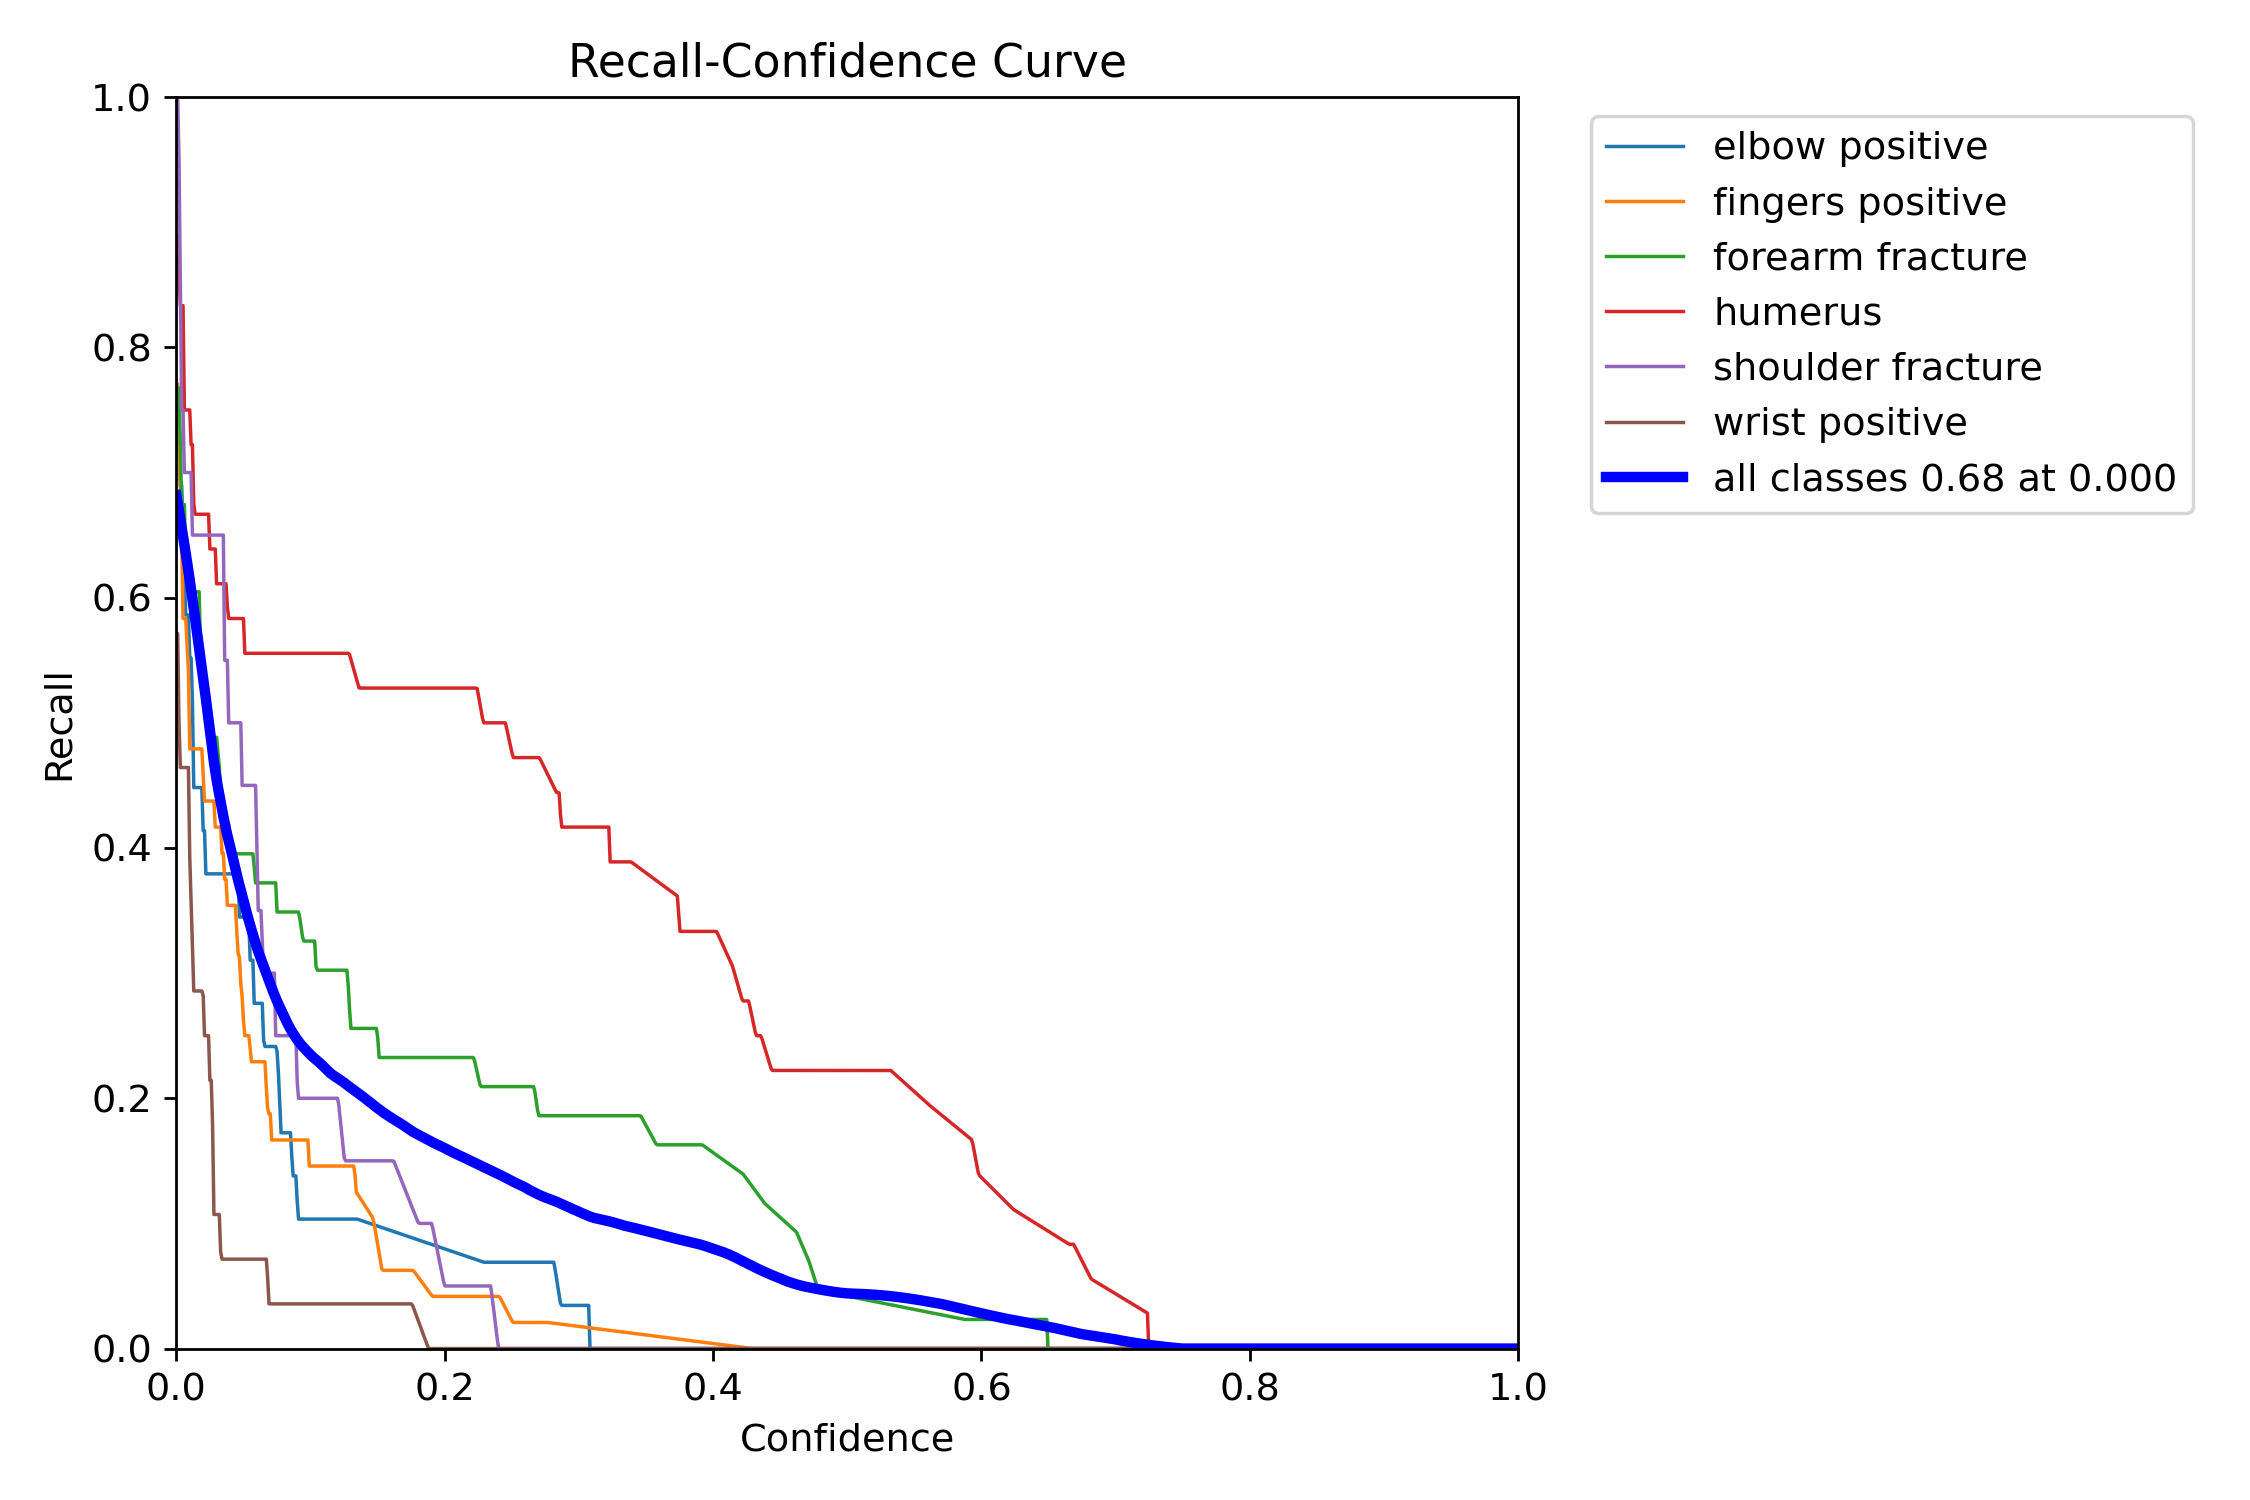 Recall-Confidence Curve
1.0
0.8
0.6
0.4
0.2
0.0
Recall
0.0 0.2 0.4 0.6 0.8 1.0
Confidence
elbow positive
fingers positive
forearm fracture
humerus
shoulder fracture
wrist positive
all classes 0.68 at 0.000